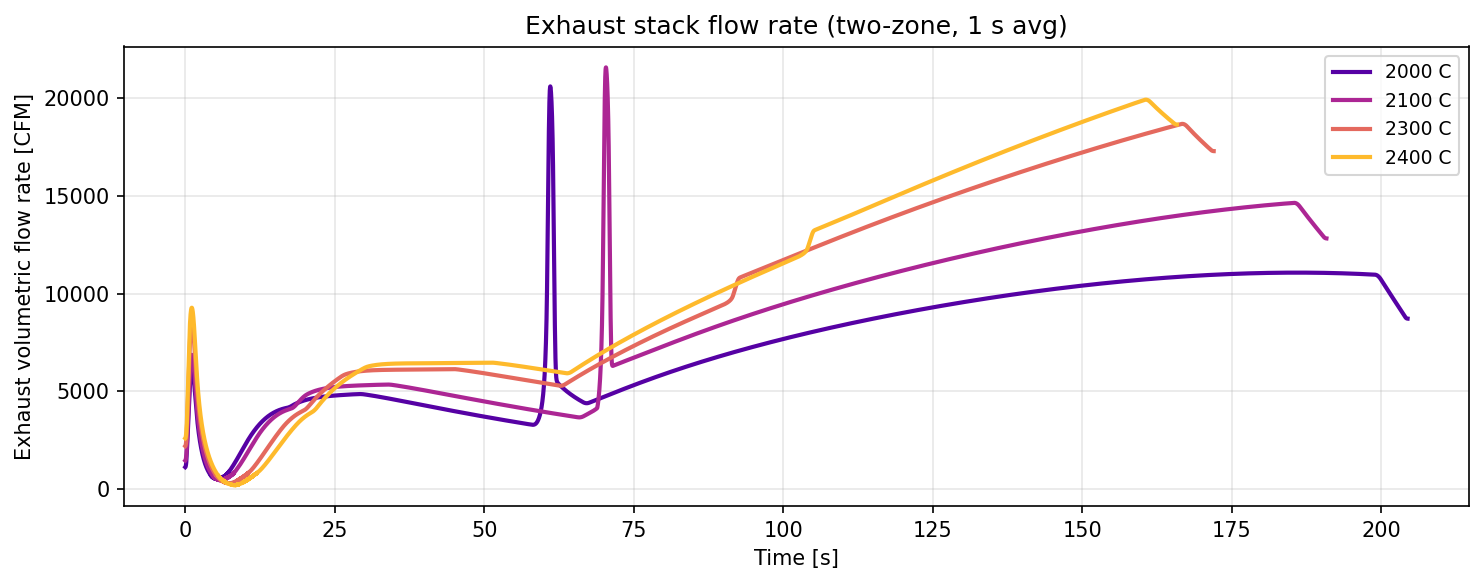 Exhaust stack flow rate (two-zone, 1 s avg)
Exhaust volumetric flow rate [CFM]
20000
15000
10000
5000
0
2000 C
2100 C
2300 C
2400 C
0 25 50 75 100 125 150 175 200
Time [s]